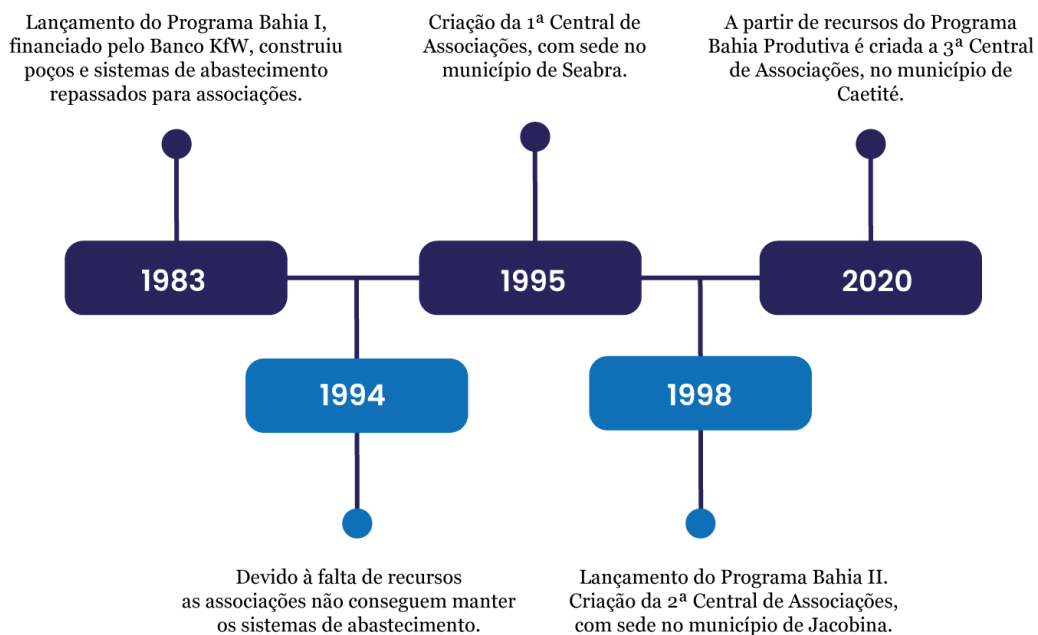 Lançamento do Programa Bahia I,
financiado pelo Banco KfW, construiu
poços e sistemas de abastecimento
repassados para associações.
Criação da 1ª Central de
Associações, com sede no
município de Seabra.
A partir de recursos do Programa
Bahia Produtiva é criada a 3ª Central
de Associações, no município de
Caetité.
1983
1995
2020
1994
1998
Devido à falta de recursos
as associações não conseguem manter
os sistemas de abastecimento.
Lançamento do Programa Bahia II.
Criação da 2ª Central de Associações,
com sede no município de Jacobina.